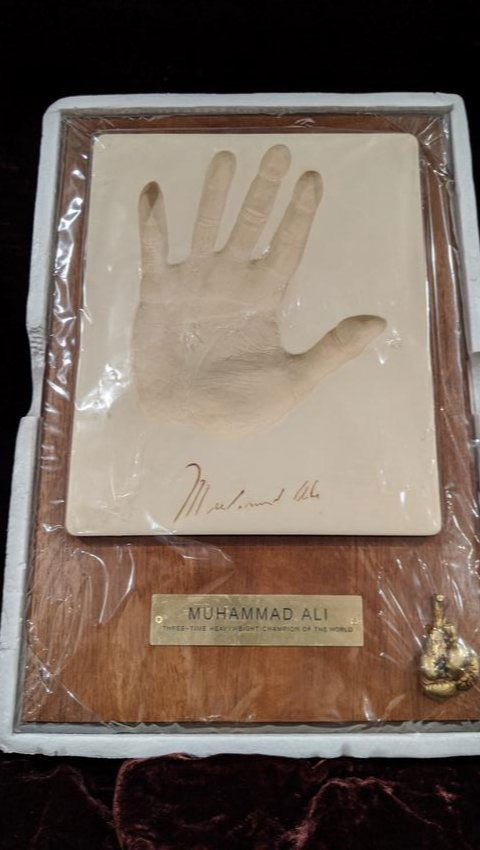 Muhammad Ali
MUHAMMAD ALI
THREE-TIME HEAVYWEIGHT CHAMPION OF THE WORLD